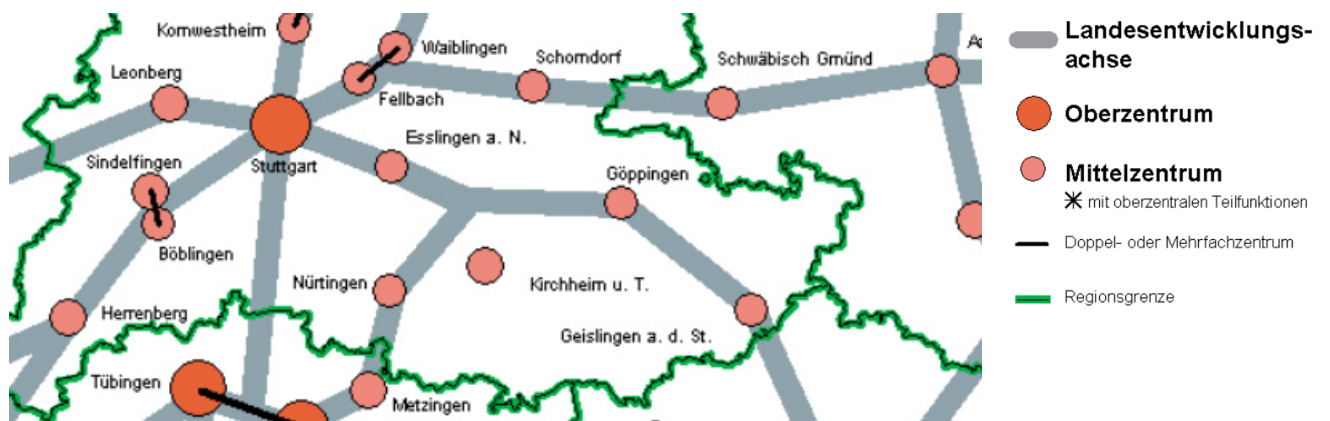 Kornwestheim
Waiblingen
Schorndorf
Schwäbisch Gmünd
Leonberg
Fellbach
Esslingen a. N.
Sindelfingen
Stuttgart
Göppingen
Böblingen
Nürtingen
Kirchheim u. T.
Herrenberg
Geislingen a. d. St.
Tübingen
Metzingen
Landesentwicklungs-
achse
Oberzentrum
Mittelzentrum
mit oberzentralen Teilfunktionen
Doppel- oder Mehrfachzentrum
Regionsgrenze